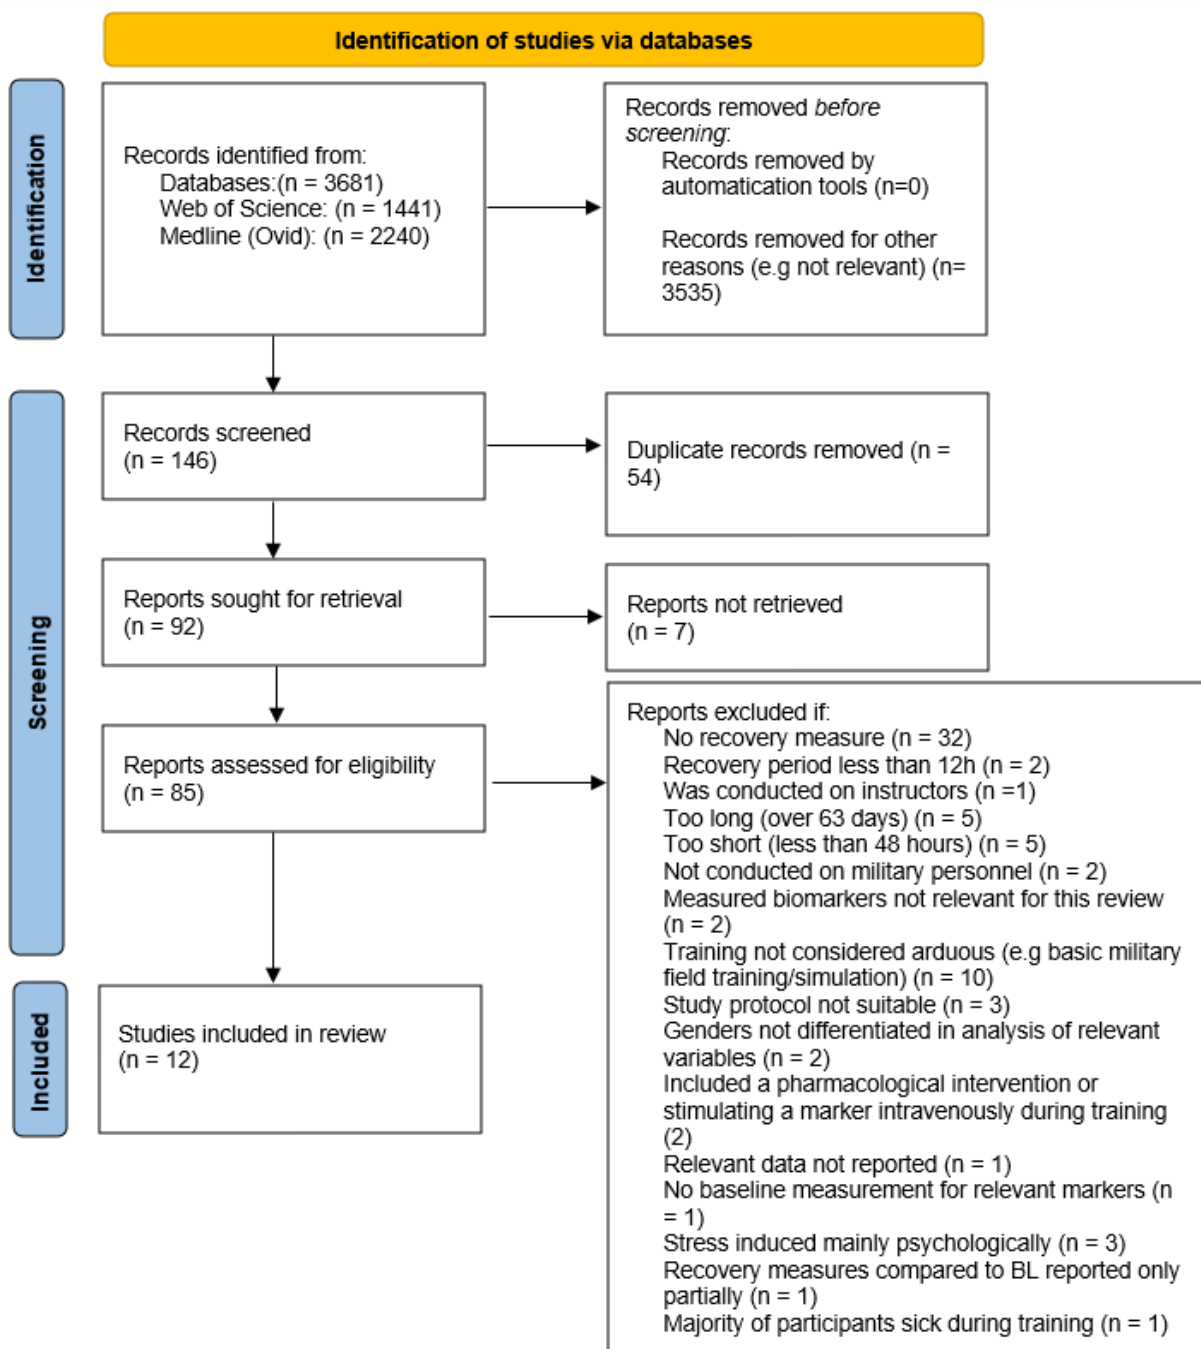 Identification of studies via databases
Identification
Records identified from:
Databases:(n = 3681)
Web of Science: (n = 1441)
Medline (Ovid): (n = 2240)
Records removed before
screening:
Records removed by
automatication tools (n=0)
Records removed for other
reasons (e.g not relevant) (n=
3535)
Screening
Records screened
(n = 146)
Duplicate records removed (n =
54)
Reports sought for retrieval
(n = 92)
Reports not retrieved
(n = 7)
Reports assessed for eligibility
(n = 85)
Reports excluded if:
No recovery measure (n = 32)
Recovery period less than 12h (n = 2)
Was conducted on instructors (n =1)
Too long (over 63 days) (n = 5)
Too short (less than 48 hours) (n = 5)
Not conducted on military personnel (n = 2)
Measured biomarkers not relevant for this review
(n = 2)
Training not considered arduous (e.g basic military
field training/simulation) (n = 10)
Study protocol not suitable (n = 3)
Genders not differentiated in analysis of relevant
variables (n = 2)
Included a pharmacological intervention or
stimulating a marker intravenously during training
(2)
Relevant data not reported (n = 1)
No baseline measurement for relevant markers (n
= 1)
Stress induced mainly psychologically (n = 3)
Recovery measures compared to BL reported only
partially (n = 1)
Majority of participants sick during training (n = 1)
Included
Studies included in review
(n = 12)